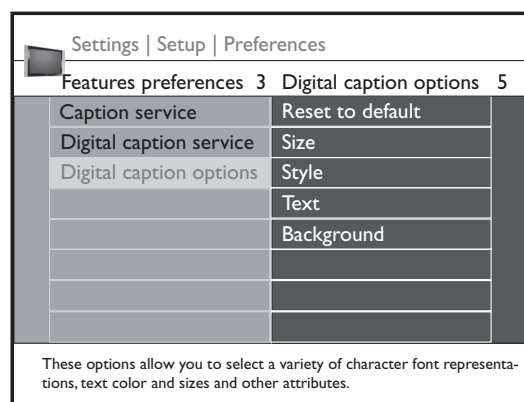 Settings | Setup | Preferences
Features preferences 3 Digital caption options 5
Caption service Reset to default
Digital caption service Size
Digital caption options Style
Text
Background
These options allow you to select a variety of character font representa-
tions, text color and sizes and other attributes.